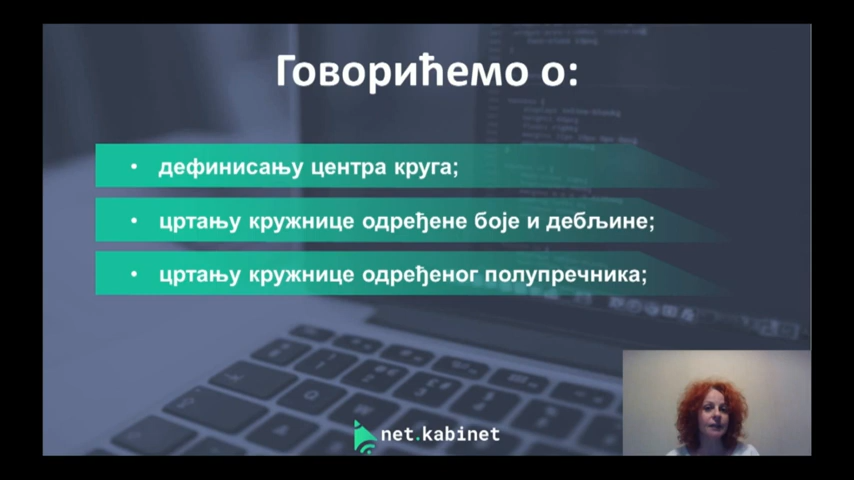 Говорићемо о:
• дефинисању центра круга;
• цртању кружнице одређене боје и дебљине;
• цртању кружнице одређеног полупречника;
net.kabinet